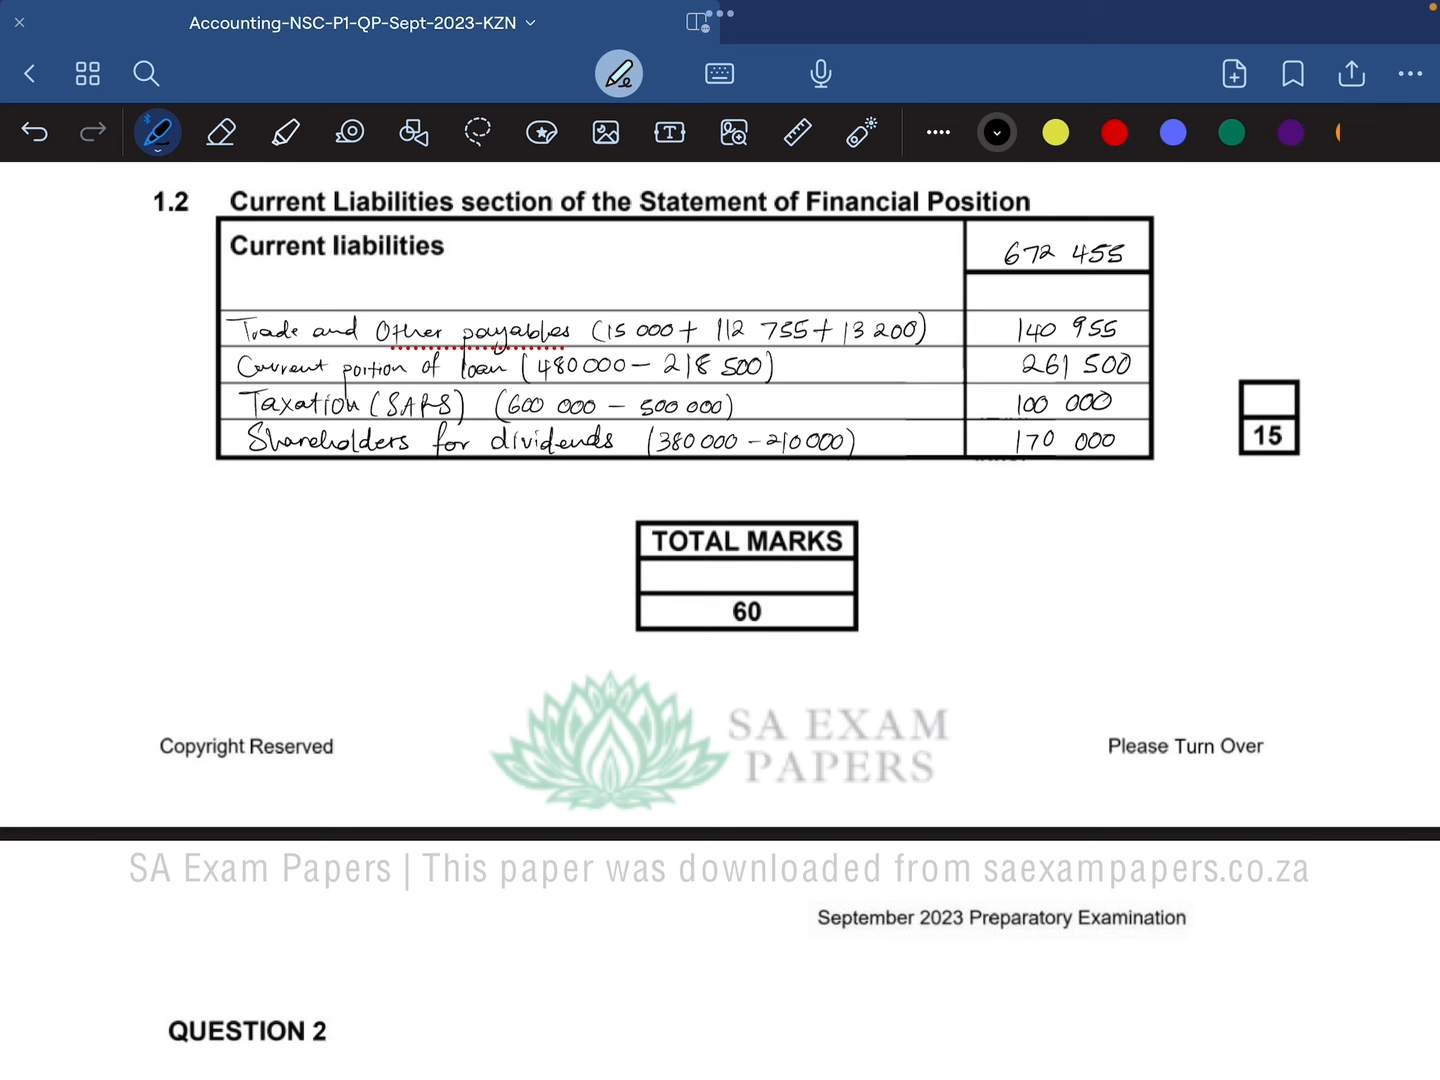 Accounting-NSC-P1-QP-Sept-2023-KZN
1.2 Current Liabilities section of the Statement of Financial Position
Current liabilities 672 455
Trade and Other payables (15 000 + 112 755 + 13 200) 140 955
Current portion of loan (480 000 - 218 500) 261 500
Taxation (SARS) (600 000 - 500 000) 100 000
Shareholders for dividends (380 000 - 210 000) 170 000
15
TOTAL MARKS
60
SA EXAM
PAPERS
Copyright Reserved
Please Turn Over
SA Exam Papers | This paper was downloaded from saexampapers.co.za
September 2023 Preparatory Examination
QUESTION 2